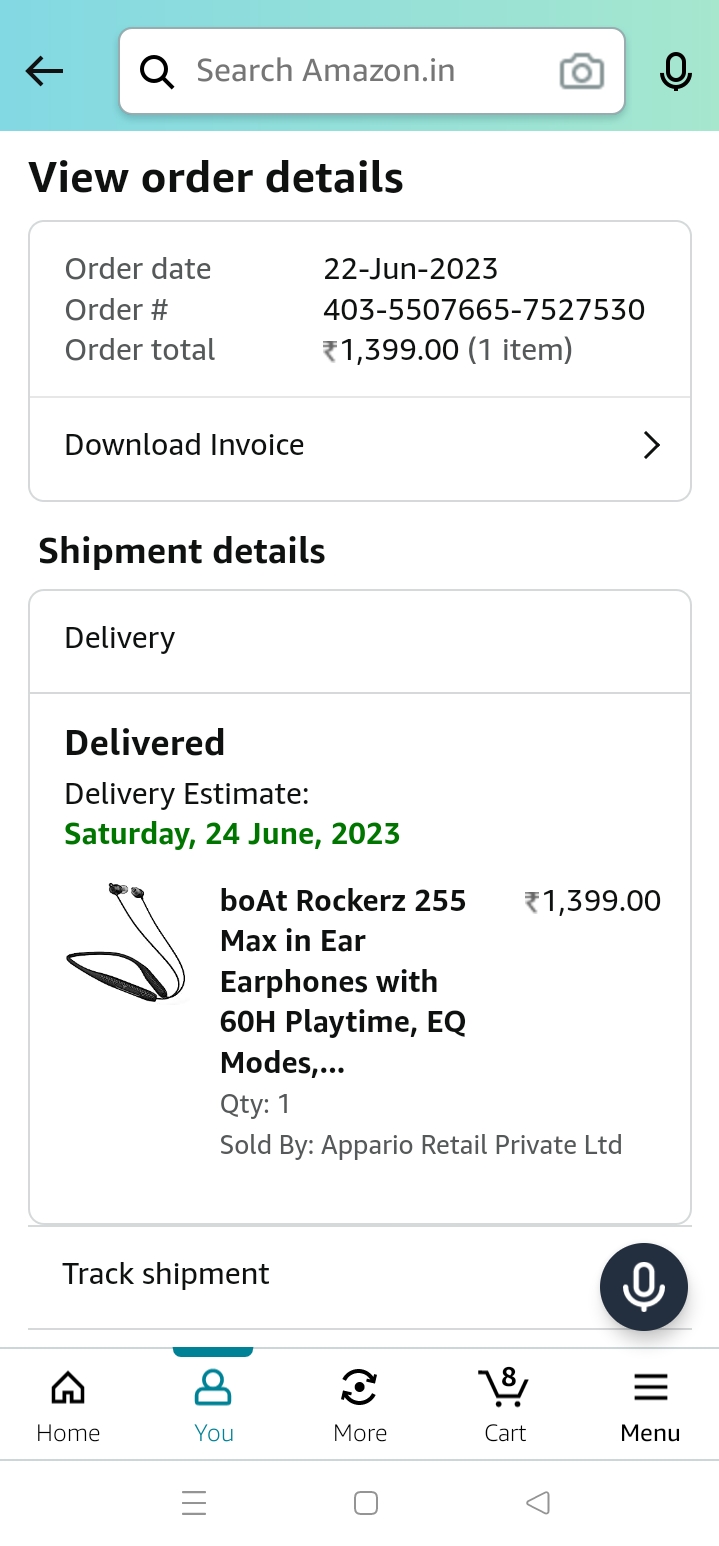 Search Amazon.in
View order details
Order date 22-Jun-2023
Order # 403-5507665-7527530
Order total ₹1,399.00 (1 item)
Download Invoice
Shipment details
Delivery
Delivered
Delivery Estimate:
Saturday, 24 June, 2023
boAt Rockerz 255 ₹1,399.00
Max in Ear
Earphones with
60H Playtime, EQ
Modes,...
Qty: 1
Sold By: Appario Retail Private Ltd
Track shipment
8
Home You More Cart Menu